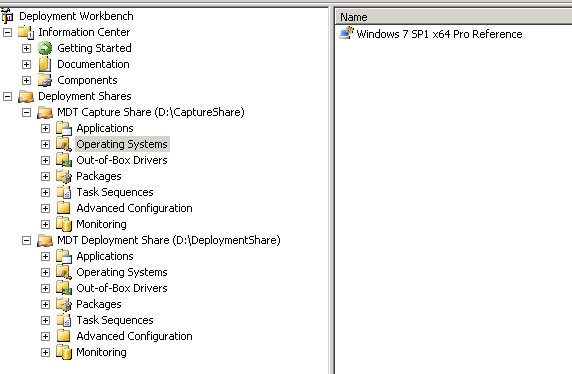 Deployment Workbench
Information Center
Getting Started
Documentation
Components
Deployment Shares
MDT Capture Share (D:\CaptureShare)
Applications
Operating Systems
Out-of-Box Drivers
Packages
Task Sequences
Advanced Configuration
Monitoring
MDT Deployment Share (D:\DeploymentShare)
Applications
Operating Systems
Out-of-Box Drivers
Packages
Task Sequences
Advanced Configuration
Monitoring
Name
Windows 7 SP1 x64 Pro Reference